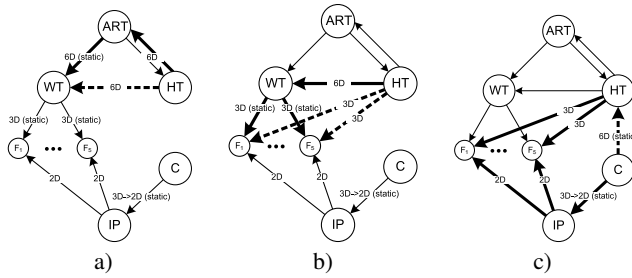 ART
6D (static)
WT
6D
HT
3D (static)
3D (static)
F₁
F₅
2D
2D
C
3D->2D (static)
IP
a)
ART
WT
6D
HT
3D (static)
3D (static)
3D
3D
F₁
F₅
2D
2D
C
3D->2D (static)
IP
b)
ART
WT
HT
3D
3D
6D (static)
F₁
F₅
2D
2D
C
3D->2D (static)
IP
c)